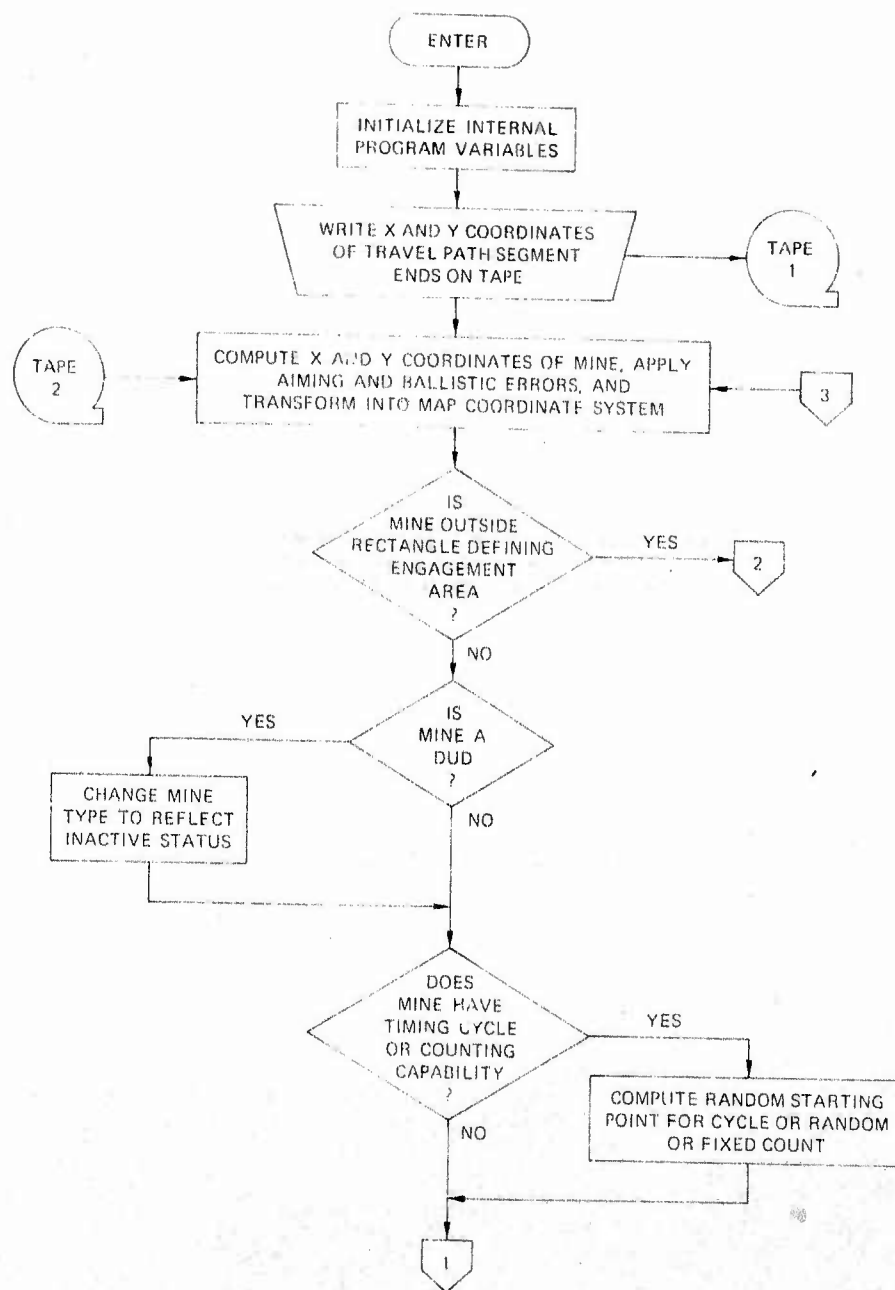 ENTER
INITIALIZE INTERNAL
PROGRAM VARIABLES
WRITE X AND Y COORDINATES
OF TRAVEL PATH SEGMENT
ENDS ON TAPE
TAPE
1
TAPE
2
COMPUTE X AND Y COORDINATES OF MINE, APPLY
AIMING AND BALLISTIC ERRORS, AND
TRANSFORM INTO MAP COORDINATE SYSTEM
3
IS
MINE OUTSIDE
RECTANGLE DEFINING
ENGAGEMENT
AREA
?
YES
2
NO
IS
MINE A
DUD
?
YES
CHANGE MINE
TYPE TO REFLECT
INACTIVE STATUS
NO
DOES
MINE HAVE
TIMING CYCLE
OR COUNTING
CAPABILITY
?
YES
COMPUTE RANDOM STARTING
POINT FOR CYCLE OR RANDOM
OR FIXED COUNT
NO
1